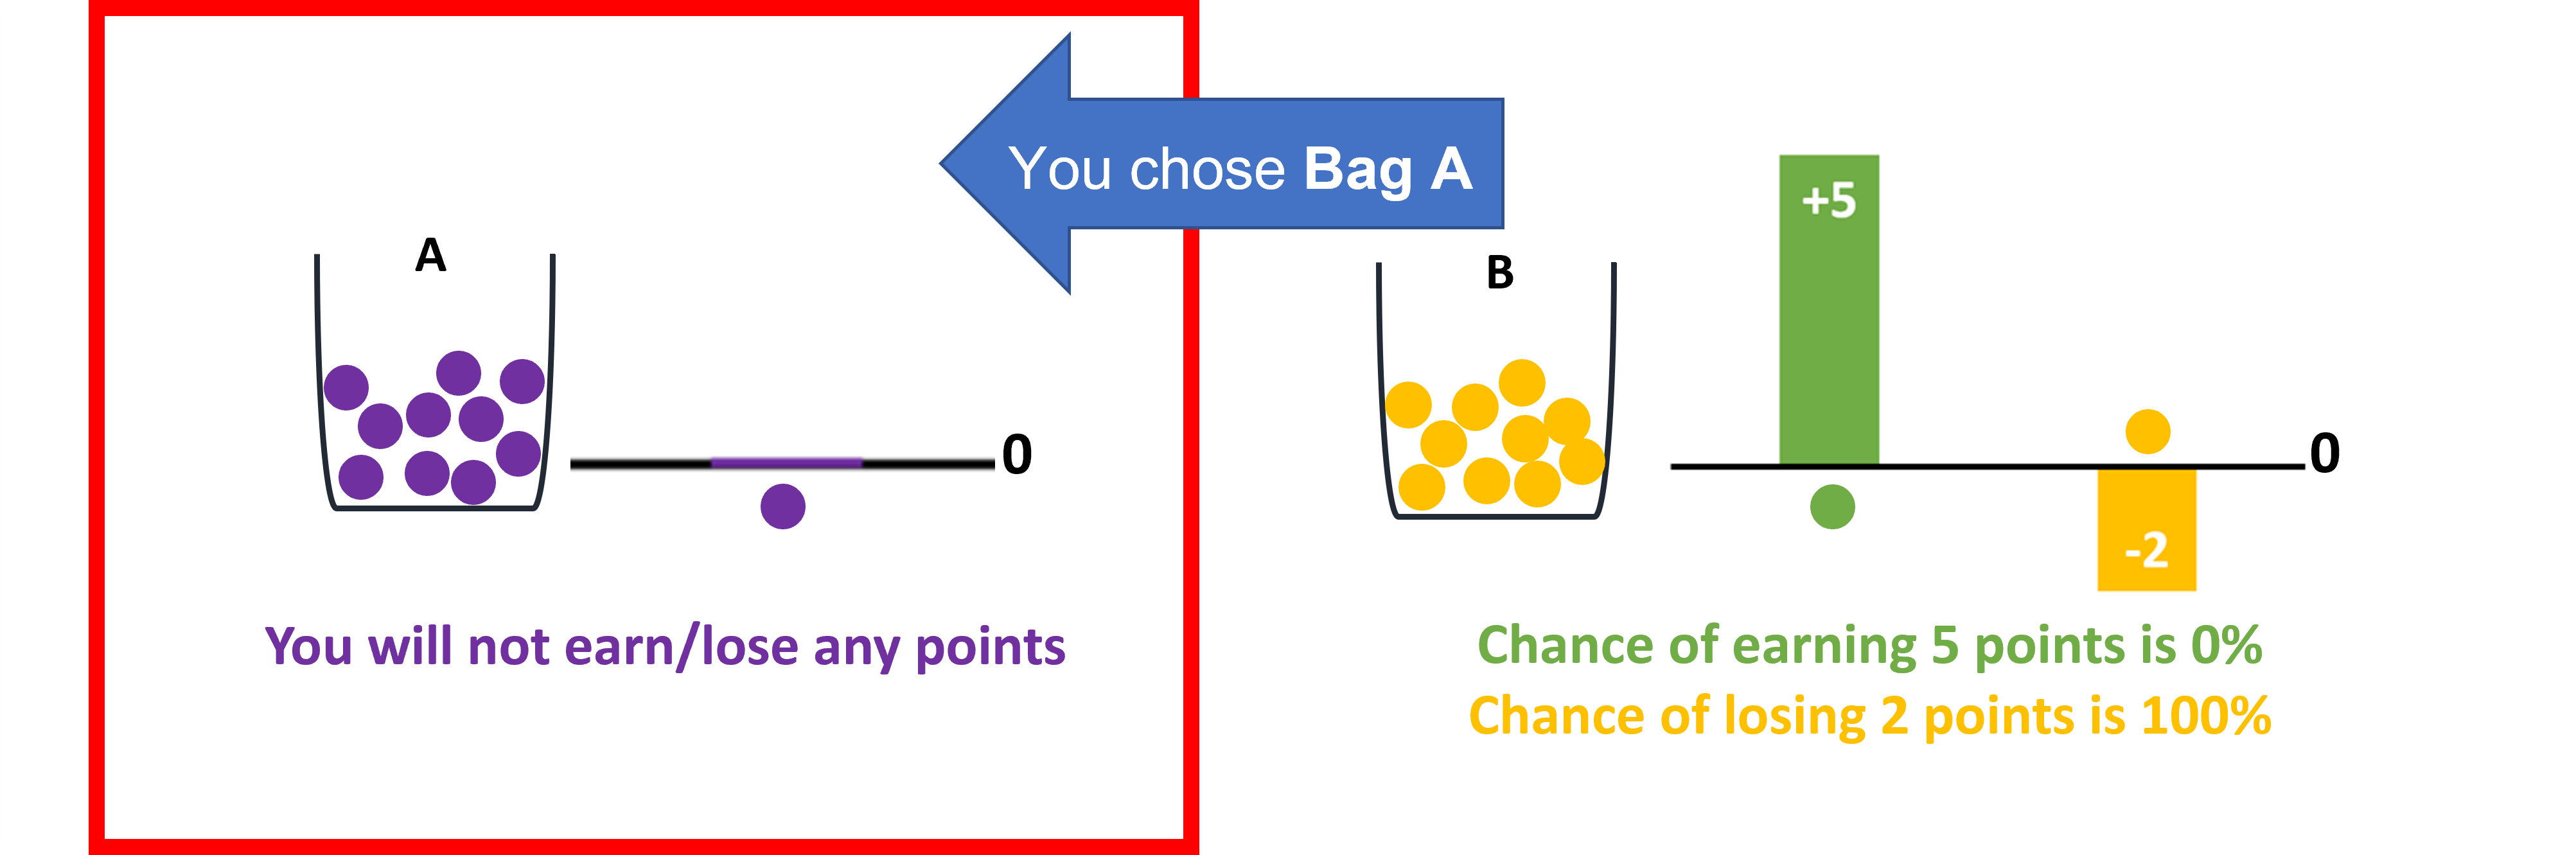 You chose Bag A
A
0
You will not earn/lose any points
B
+5
0
-2
Chance of earning 5 points is 0%
Chance of losing 2 points is 100%